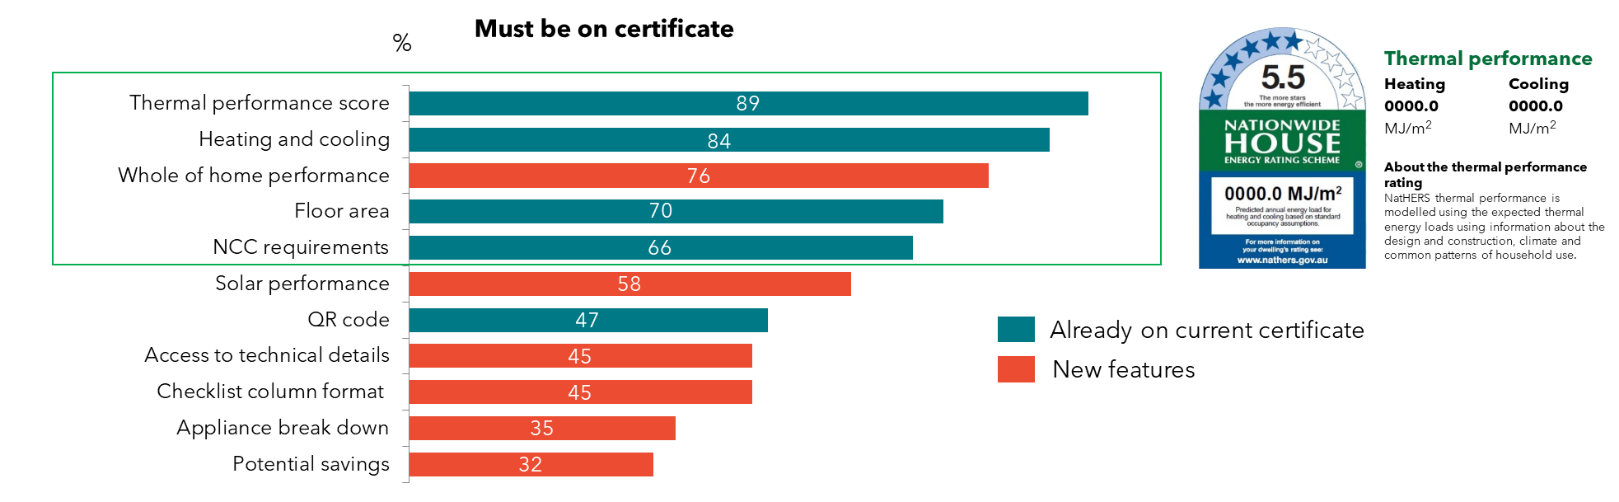 Must be on certificate
%
Thermal performance score 89
Heating and cooling 84
Whole of home performance 76
Floor area 70
NCC requirements 66
Solar performance 58
QR code 47
Access to technical details 45
Checklist column format 45
Appliance break down 35
Potential savings 32
Already on current certificate
New features
5.5
The more stars
the more energy efficient
NATIONWIDE
HOUSE
ENERGY RATING SCHEME
®
0000.0 MJ/m²
Predicted annual energy load for
heating and cooling based on standard
occupancy assumptions.
For more information on
your dwelling's rating see:
www.nathers.gov.au
Thermal performance
Heating Cooling
0000.0 0000.0
MJ/m² MJ/m²
About the thermal performance
rating
NatHERS thermal performance is
modelled using the expected thermal
energy loads using information about the
design and construction, climate and
common patterns of household use.